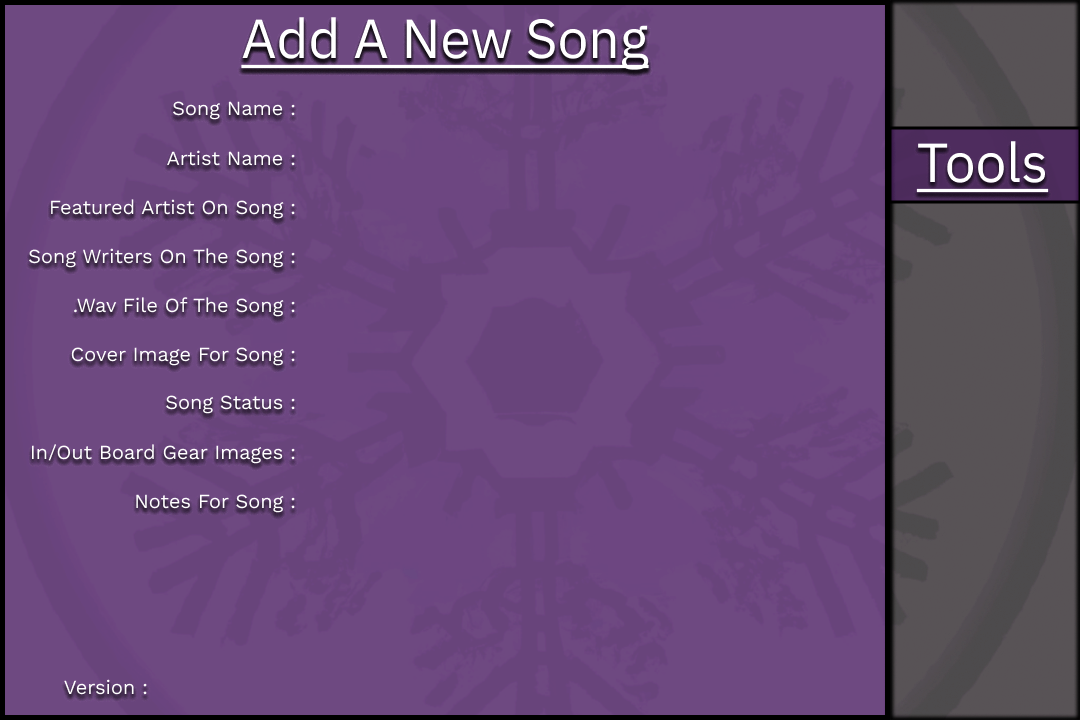 Add A New Song
Song Name :
Artist Name :
Featured Artist On Song :
Song Writers On The Song :
.Wav File Of The Song :
Cover Image For Song :
Song Status :
In/Out Board Gear Images :
Notes For Song :
Version :
Tools